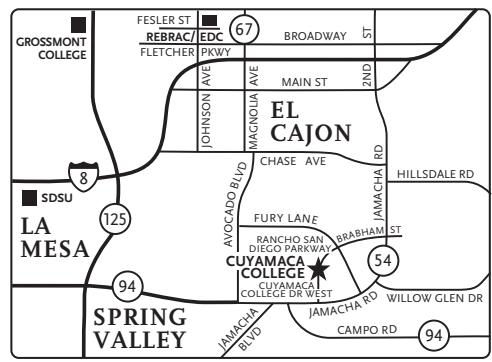 FESLER ST
REBRAC/ EDC
67
BROADWAY
2ND ST
GROSSMONT
COLLEGE
FLETCHER PKWY
JOHNSON AVE
MAGNOLIA AVE
MAIN ST
EL
CAJON
CHASE AVE
JAMACHA RD
HILLSDALE RD
8
SDSU
125
LA
MESA
AVOCADO BLVD
FURY LANE
RANCHO SAN
DIEGO PARKWAY
BRABHAM ST
CUYAMACA
COLLEGE
CUYAMACA
COLLEGE DR WEST
54
94
SPRING
VALLEY
JAMACHA
BLVD
JAMACHA RD
WILLOW GLEN DR
CAMPO RD
94